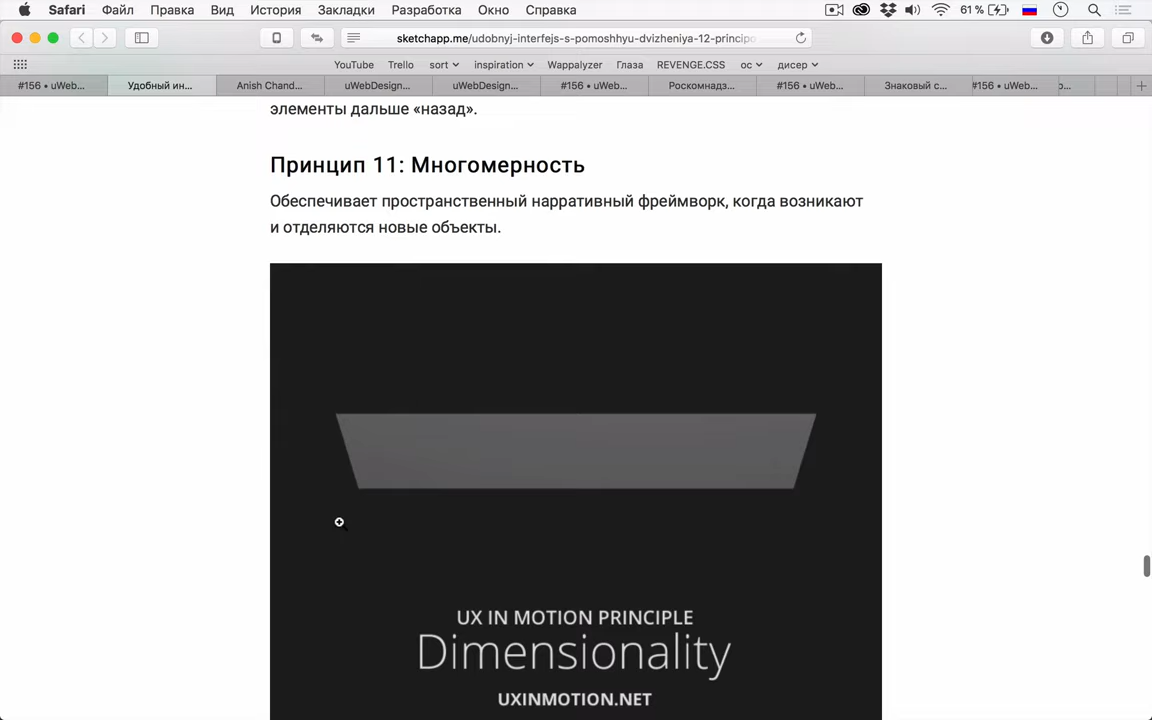 Safari Файл Правка Вид История Закладки Разработка Окно Справка 61 %
sketchapp.me/udobnyj-interfejs-s-pomoshhyu-dvizheniya-12-princip
YouTube Trello sort inspiration Wappalyzer Глаза REVENGE.CSS ос дисер
#156 • uWeb... Удобный ин... Anish Chand... uWebDesign... uWebDesign... #156 • uWeb... Роскомнадз... #156 • uWeb... Знаковый с... #156 • uWeb...
элементы дальше «назад».
Принцип 11: Многомерность
Обеспечивает пространственный нарративный фреймворк, когда возникают
и отделяются новые объекты.
UX IN MOTION PRINCIPLE
Dimensionality
UXINMOTION.NET